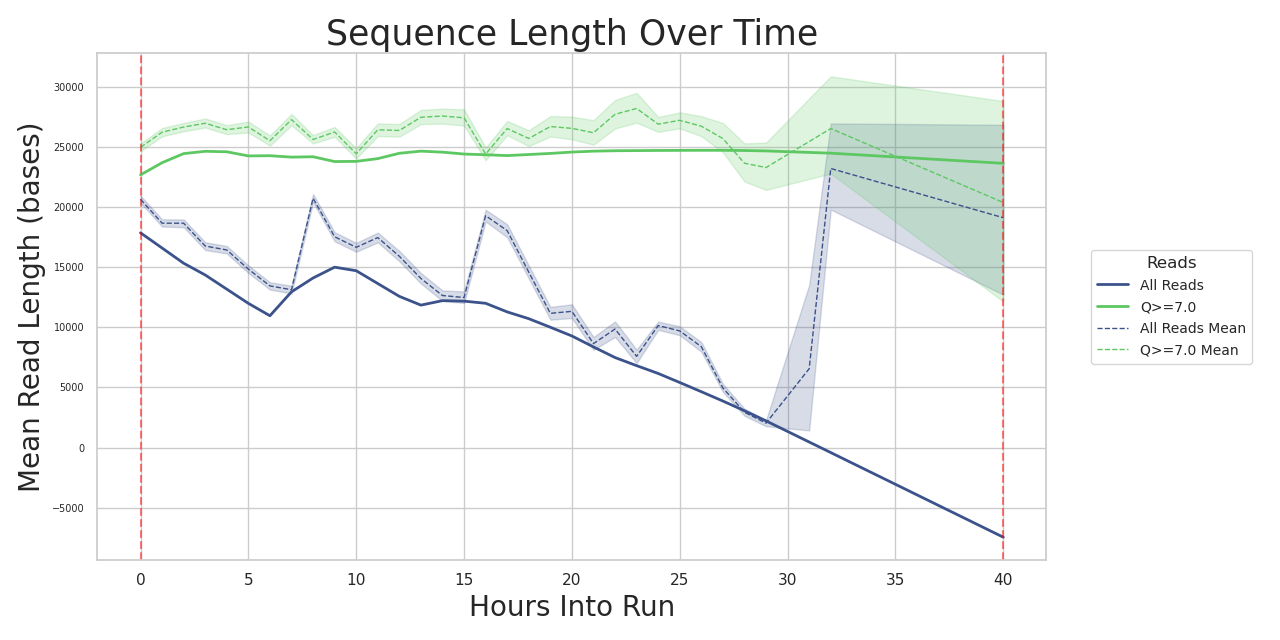 Sequence Length Over Time
Mean Read Length (bases)
30000
25000
20000
15000
10000
5000
0
−5000
0 5 10 15 20 25 30 35 40
Hours Into Run
Reads
All Reads
Q>=7.0
All Reads Mean
Q>=7.0 Mean